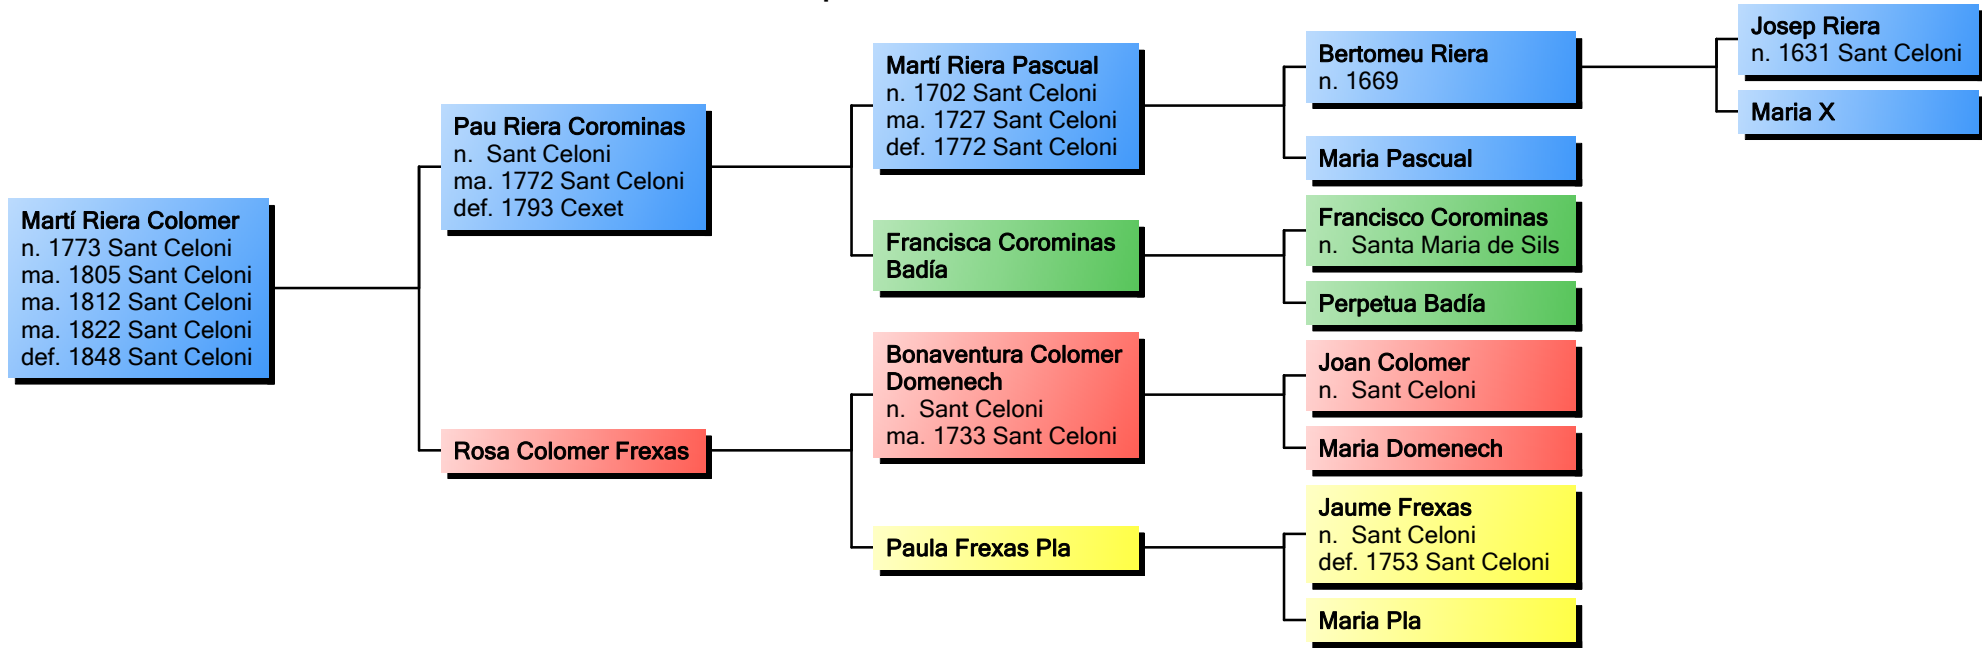 Martí Riera Colomer
n. 1773 Sant Celoni
ma. 1805 Sant Celoni
ma. 1812 Sant Celoni
ma. 1822 Sant Celoni
def. 1848 Sant Celoni
Pau Riera Corominas
n.  Sant Celoni
ma. 1772 Sant Celoni
def. 1793 Cexet
Rosa Colomer Frexas
Martí Riera Pascual
n. 1702 Sant Celoni
ma. 1727 Sant Celoni
def. 1772 Sant Celoni
Francisca Corominas
Badía
Bonaventura Colomer
Domenech
n.  Sant Celoni
ma. 1733 Sant Celoni
Paula Frexas Pla
Bertomeu Riera
n. 1669
Maria Pascual
Francisco Corominas
n.  Santa Maria de Sils
Perpetua Badía
Joan Colomer
n.  Sant Celoni
Maria Domenech
Jaume Frexas
n.  Sant Celoni
def. 1753 Sant Celoni
Maria Pla
Josep Riera
n. 1631 Sant Celoni
Maria X